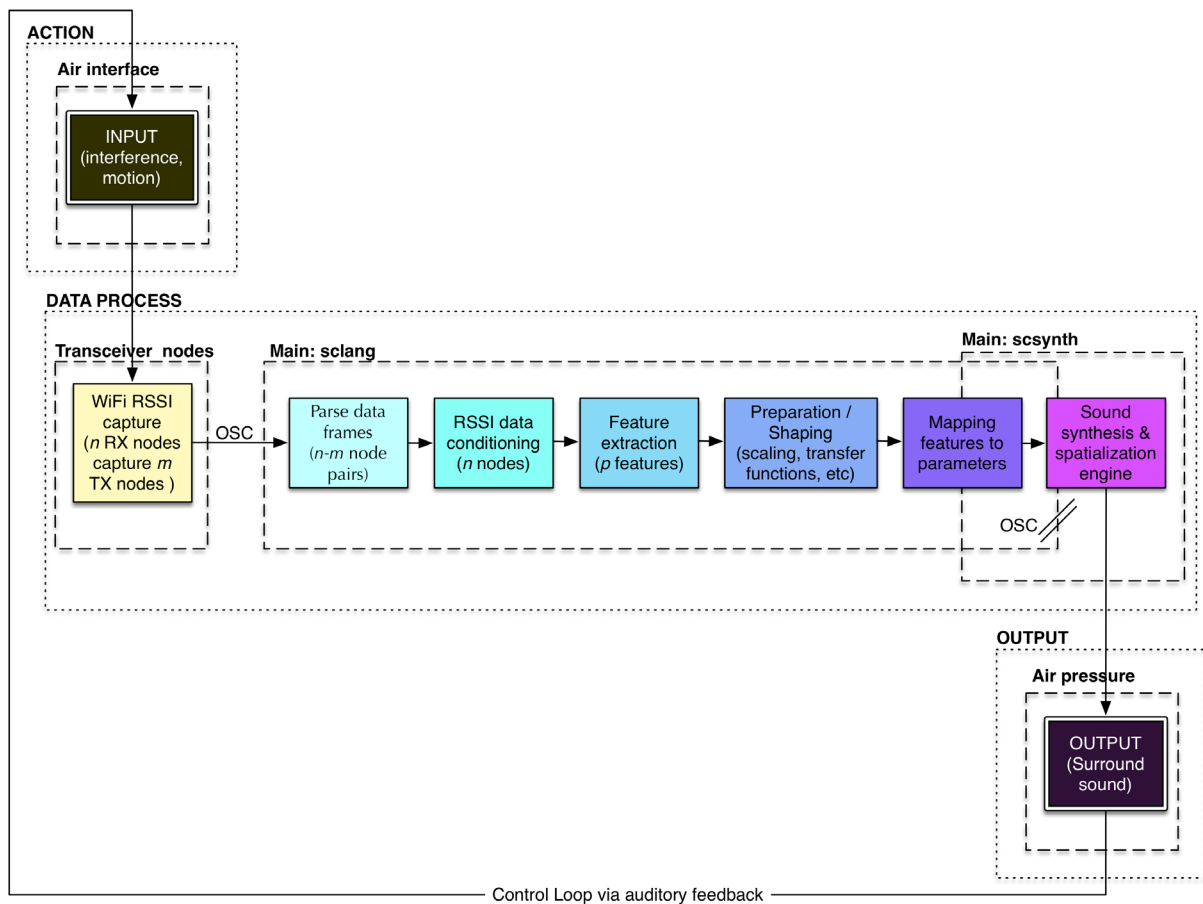 ACTION
Air interface
INPUT
(interference,
motion)
DATA PROCESS
Transceiver nodes
WiFi RSSI
capture
(n RX nodes
capture m
TX nodes )
OSC
Main: sclang
Parse data
frames
(n-m node
pairs)
RSSI data
conditioning
(n nodes)
Feature
extraction
(p features)
Preparation /
Shaping
(scaling, transfer
functions, etc)
Main: scsynth
Mapping
features to
parameters
Sound
synthesis &
spatialization
engine
OSC
OUTPUT
Air pressure
OUTPUT
(Surround
sound)
Control Loop via auditory feedback